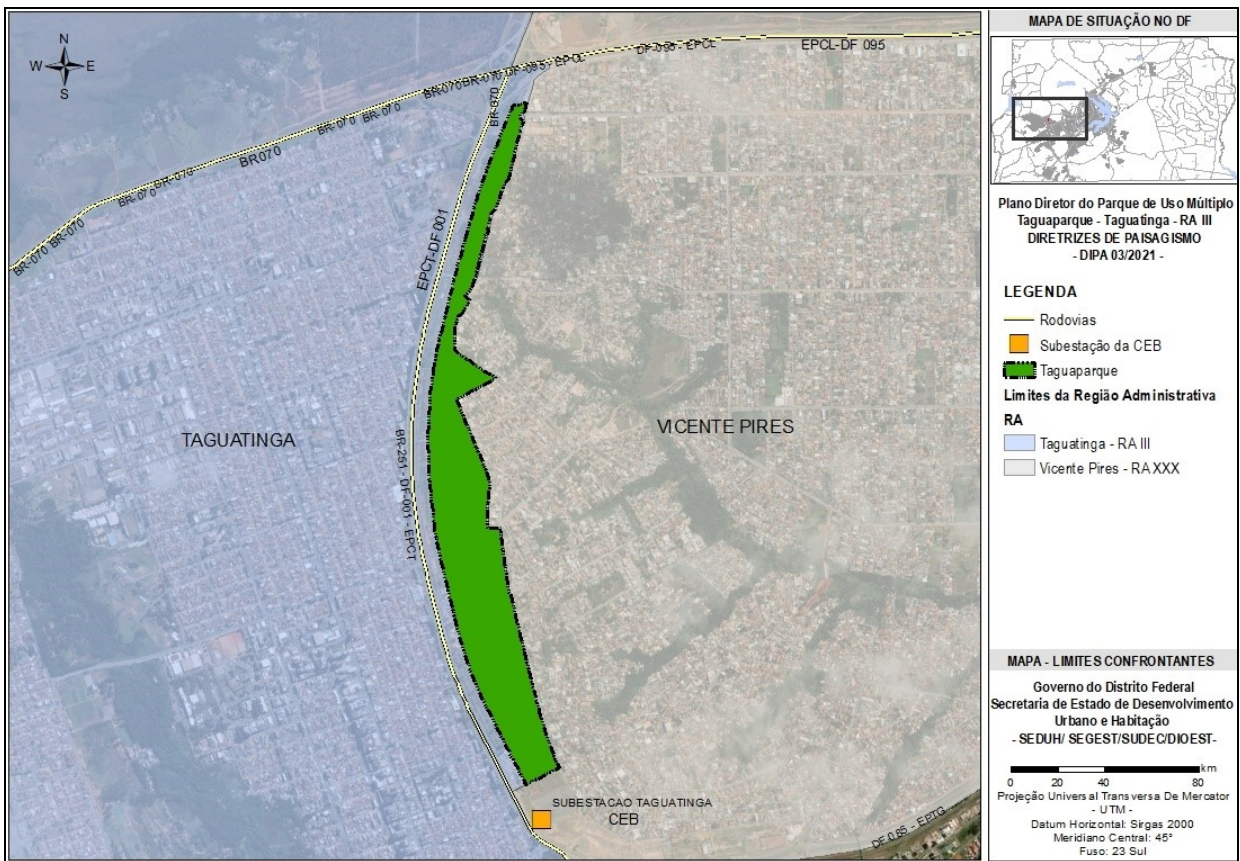 N
W E
S
DF-095 - EPCL
EPCL-DF 095
BR-070 BR-070 DF-095 - EPCL
BR-070
BR-070 BR-070
BR070
BR-070 BR-070
BR-070 BR-070
EPCT-DF 001
TAGUATINGA
VICENTE PIRES
BR-251 - DF-001 - EPCT
SUBESTACAO TAGUATINGA
CEB
DF 085 - EPTG
MAPA DE SITUAÇÃO NO DF
Plano Diretor do Parque de Uso Múltiplo
Taguaparque - Taguatinga - RA III
DIRETRIZES DE PAISAGISMO
- DIPA 03/2021 -
LEGENDA
Rodovias
Subestação da CEB
Taguaparque
Limites da Região Administrativa
RA
Taguatinga - RA III
Vicente Pires - RA XXX
MAPA - LIMITES CONFRONTANTES
Governo do Distrito Federal
Secretaria de Estado de Desenvolvimento
Urbano e Habitação
- SEDUH/ SEGEST/SUDEC/DIOEST-
km
0 20 40 80
Projeção Universal Transversa De Mercator
- UTM -
Datum Horizontal: Sirgas 2000
Meridiano Central: 45°
Fuso: 23 Sul